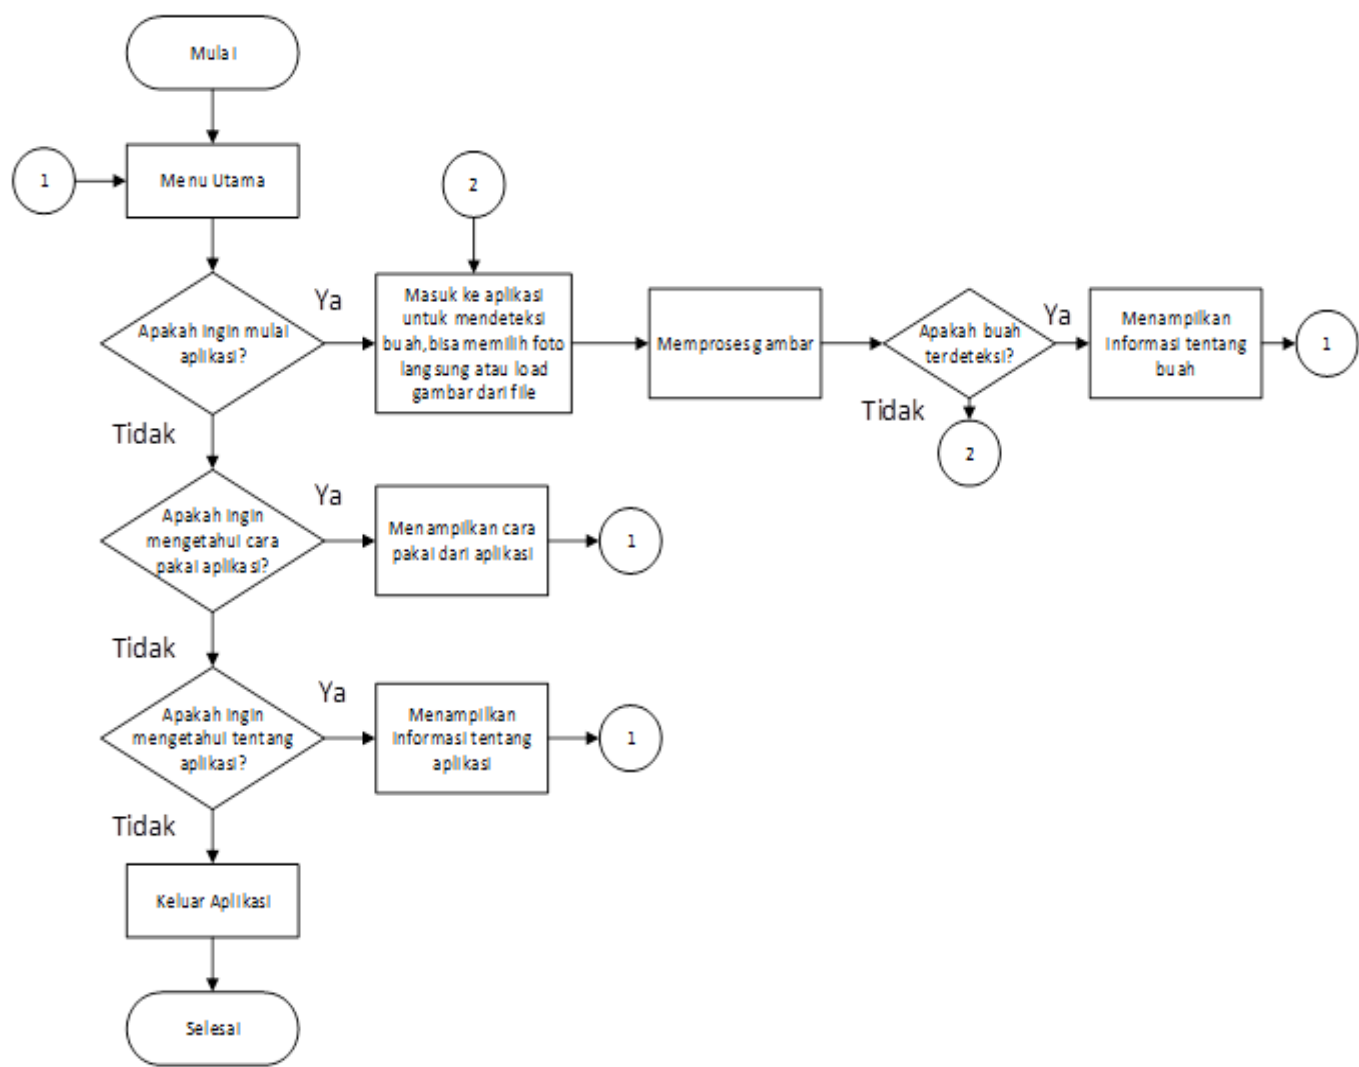 Mulai
1
Menu Utama
2
Apakah ingin mulai
aplikasi?
Ya
Masuk ke aplikasi
untuk mendeteksi
buah,bisa memilih foto
langsung atau load
gambar dari file
Memproses gambar
Apakah buah
terdeteksi?
Ya
Menampilkan
informasi tentang
buah
1
Tidak
2
Tidak
Apakah ingin
mengetahui cara
pakai aplikasi?
Ya
Menampilkan cara
pakai dari aplikasi
1
Tidak
Apakah ingin
mengetahui tentang
aplikasi?
Ya
Menampilkan
informasi tentang
aplikasi
1
Tidak
Keluar Aplikasi
Selesai